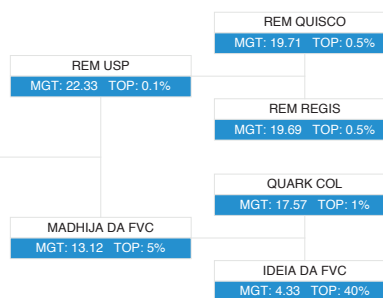 REM QUISCO
MGT: 19.71 TOP: 0.5%
REM USP
MGT: 22.33 TOP: 0.1%
REM REGIS
MGT: 19.69 TOP: 0.5%
QUARK COL
MGT: 17.57 TOP: 1%
MADHIJA DA FVC
MGT: 13.12 TOP: 5%
IDEIA DA FVC
MGT: 4.33 TOP: 40%